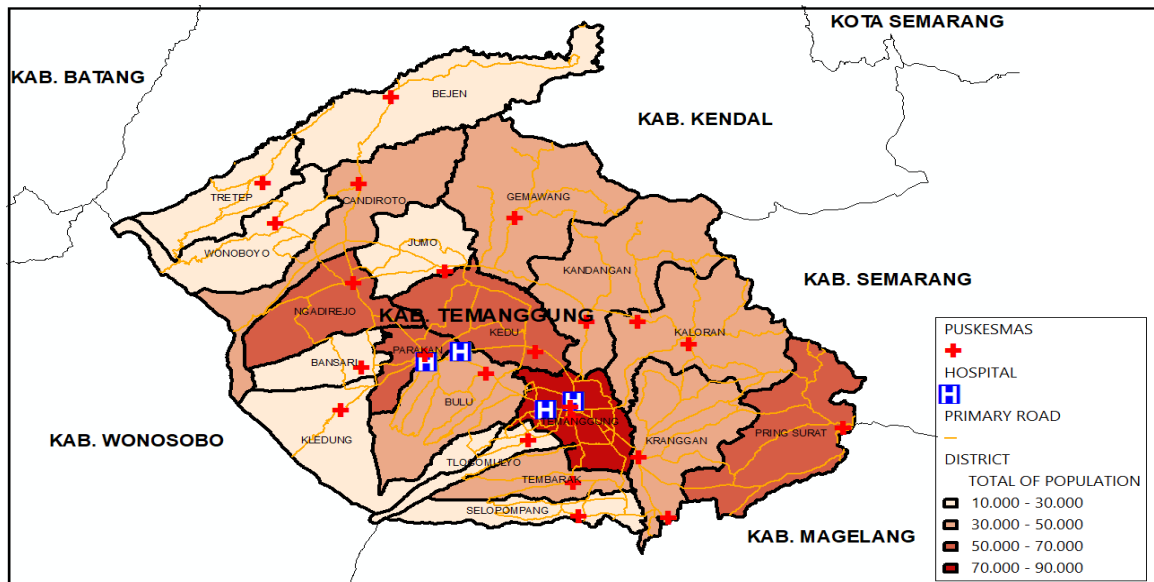 KOTA SEMARANG
KAB. BATANG
BEJEN
KAB. KENDAL
TRETEP
CANDIROTO
GEMAWANG
WONOBOYO
JUMO
KANDANGAN
KAB. SEMARANG
NGADIREJO
KAB. TEMANGGUNG
KEDU
KALORAN
PARAKAN
BANSARI
BULU
TEMANGGUNG
KAB. WONOSOBO
KLEDUNG
KRANGGAN
PRING SURAT
TLOGOMULYO
TEMBARAK
SELOPOMPANG
KAB. MAGELANG
PUSKESMAS
HOSPITAL
H
PRIMARY ROAD
DISTRICT
TOTAL OF POPULATION
10.000 - 30.000
30.000 - 50.000
50.000 - 70.000
70.000 - 90.000
H
H
H
H